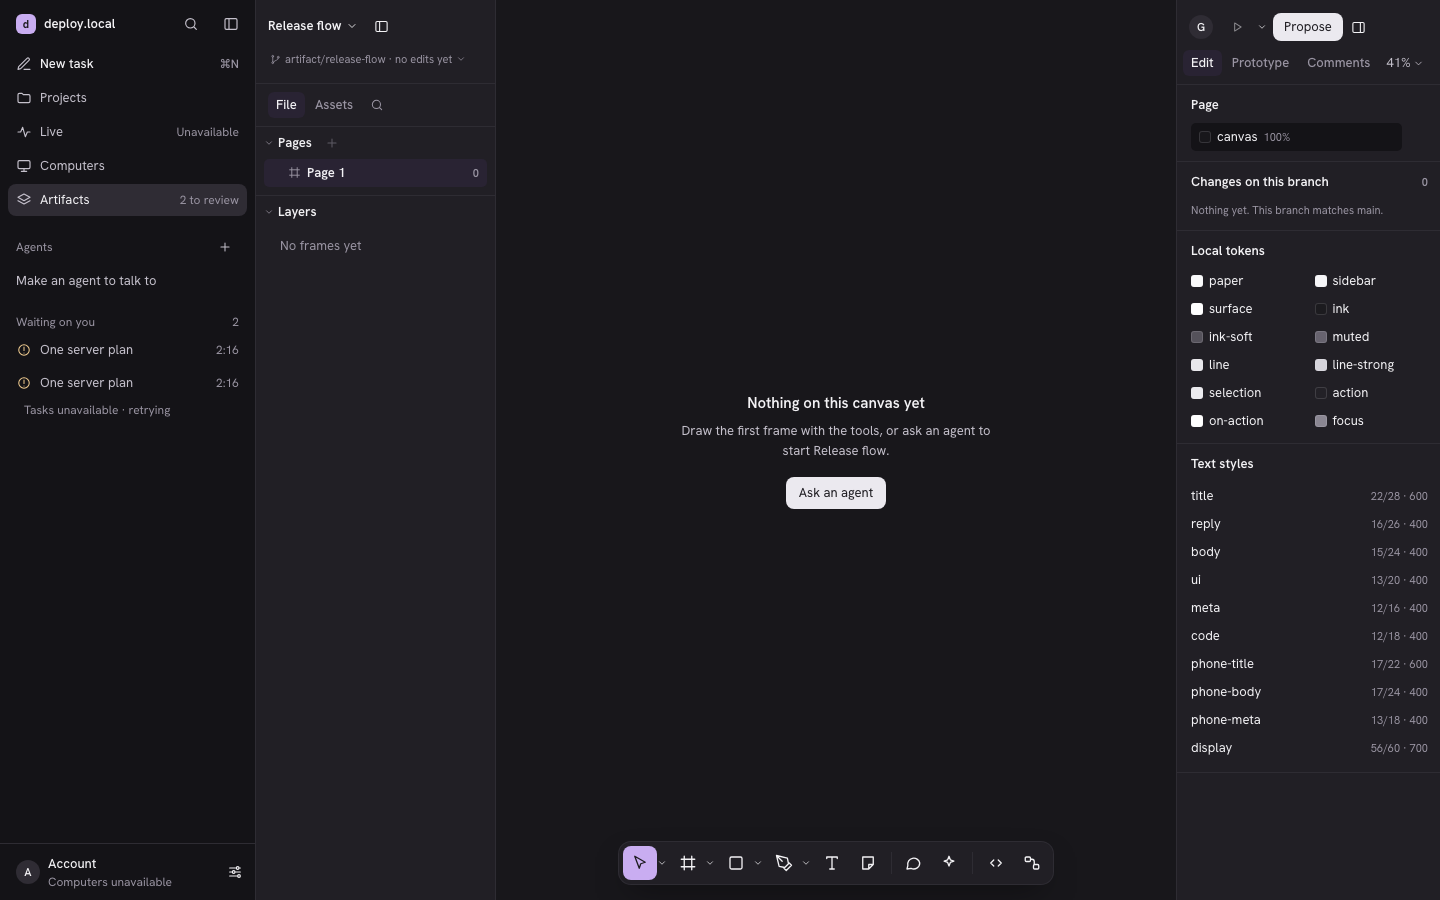 d deploy.local
New task ⌘N
Projects
Live Unavailable
Computers
Artifacts 2 to review
Agents
Make an agent to talk to
Waiting on you 2
One server plan 2:16
One server plan 2:16
Tasks unavailable · retrying
A Account
Computers unavailable
Release flow
artifact/release-flow · no edits yet
File Assets
Pages
Page 1 0
Layers
No frames yet
Nothing on this canvas yet
Draw the first frame with the tools, or ask an agent to
start Release flow.
Ask an agent
G Propose
Edit Prototype Comments 41%
Page
canvas 100%
Changes on this branch 0
Nothing yet. This branch matches main.
Local tokens
paper sidebar
surface ink
ink-soft muted
line line-strong
selection action
on-action focus
Text styles
title 22/28 · 600
reply 16/26 · 400
body 15/24 · 400
ui 13/20 · 400
meta 12/16 · 400
code 12/18 · 400
phone-title 17/22 · 600
phone-body 17/24 · 400
phone-meta 13/18 · 400
display 56/60 · 700